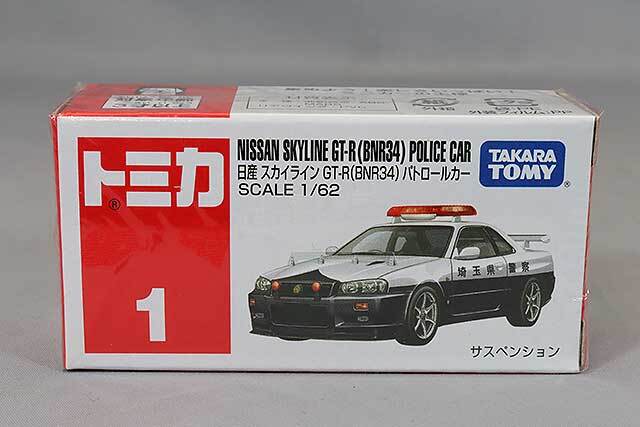 トミカ
®
1
NISSAN SKYLINE GT-R (BNR34) POLICE CAR
日産 スカイライン GT-R(BNR34) パトロールカー
SCALE 1/62
TAKARA
TOMY
埼玉県 警察
サスペンション